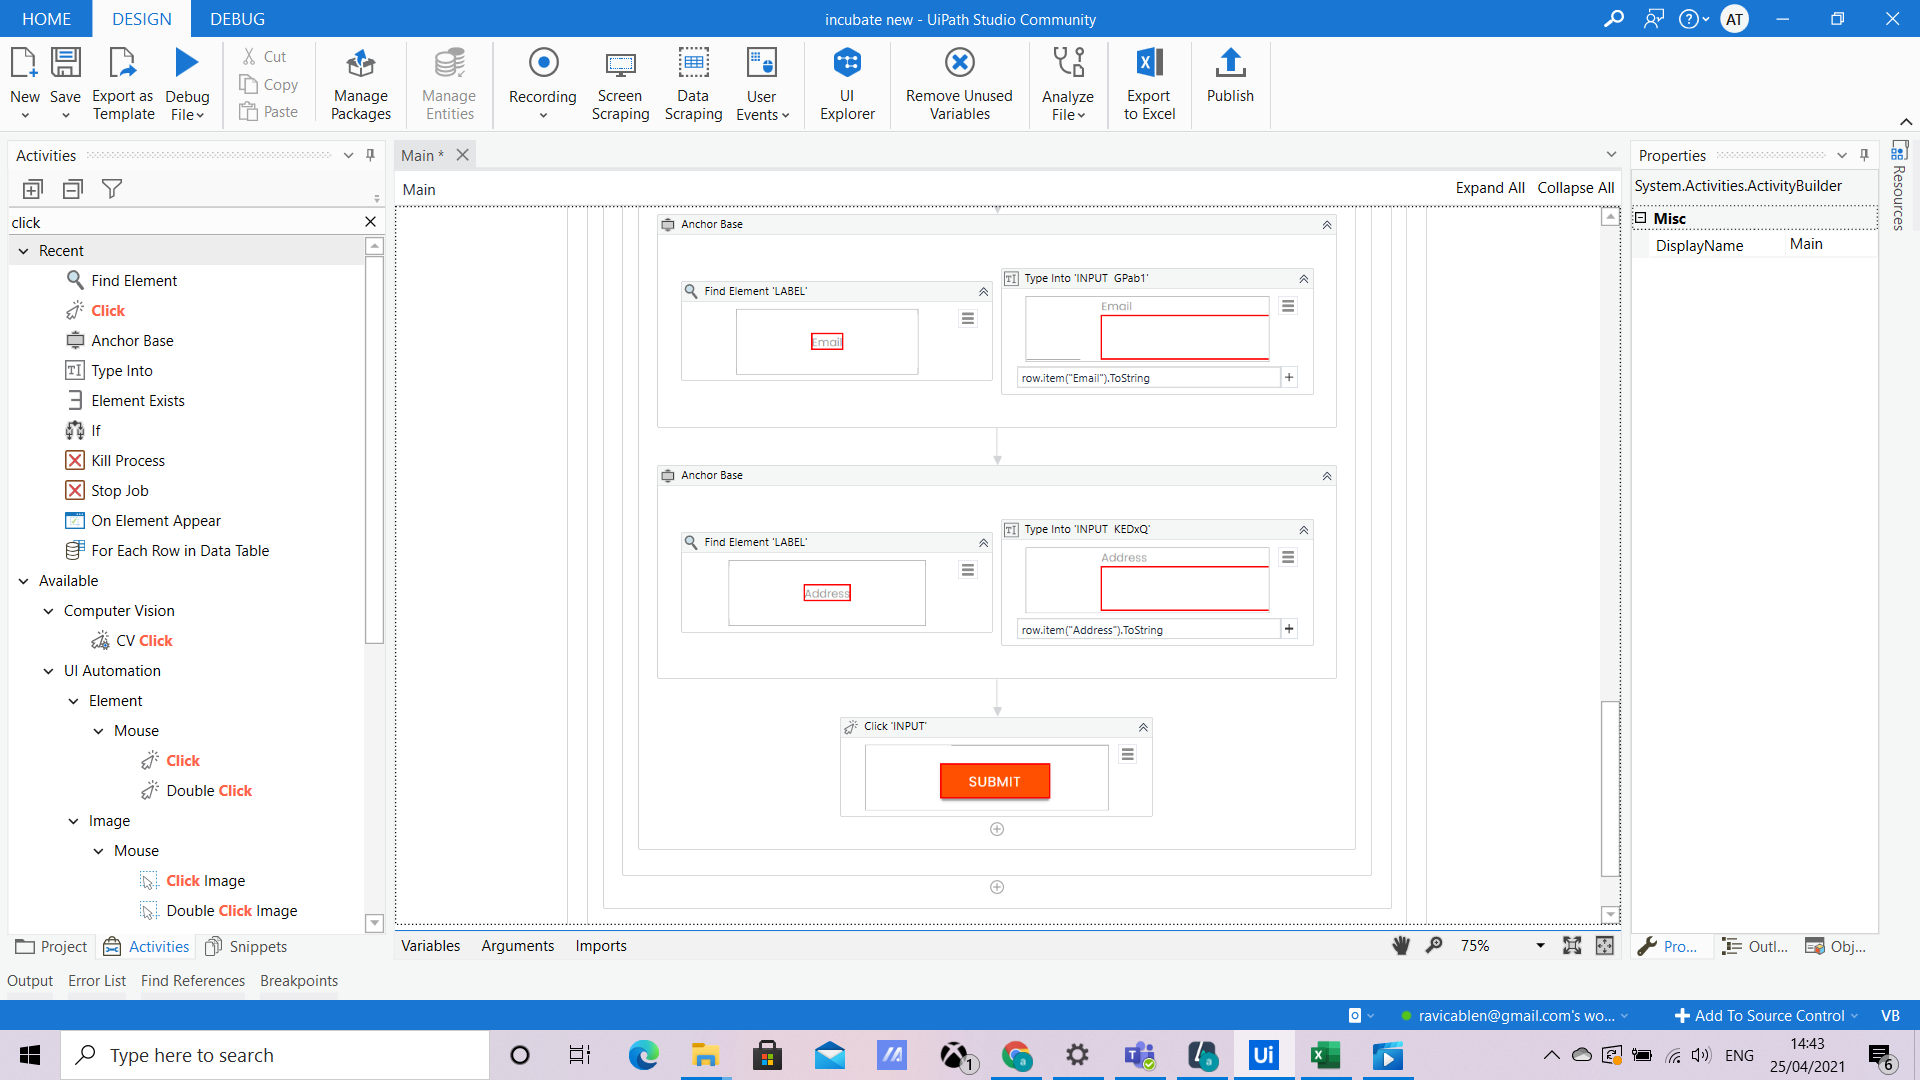 HOME DESIGN DEBUG
incubate new - UiPath Studio Community
AT
New
Save
Export as Template
Debug File
Cut
Copy
Paste
Manage Packages
Manage Entities
Recording
Screen Scraping
Data Scraping
User Events
UI Explorer
Remove Unused Variables
Analyze File
Export to Excel
Publish
Activities
click
Recent
Find Element
Click
Anchor Base
Type Into
Element Exists
If
Kill Process
Stop Job
On Element Appear
For Each Row in Data Table
Available
Computer Vision
CV Click
UI Automation
Element
Mouse
Click
Double Click
Image
Mouse
Click Image
Double Click Image
Project Activities Snippets
Main *
Main
Expand All Collapse All
Anchor Base
Find Element 'LABEL'
Email
Type Into 'INPUT GPab1'
Email
row.item("Email").ToString
Anchor Base
Find Element 'LABEL'
Address
Type Into 'INPUT KEDxQ'
Address
row.item("Address").ToString
Click 'INPUT'
SUBMIT
Variables Arguments Imports
75%
Properties
System.Activities.ActivityBuilder
Misc
DisplayName Main
Resources
Pro... Outl... Obj...
Output Error List Find References Breakpoints
ravicablen@gmail.com's wo...
Add To Source Control
VB
Type here to search
1
a
a
Ui
ENG
14:43
25/04/2021
6